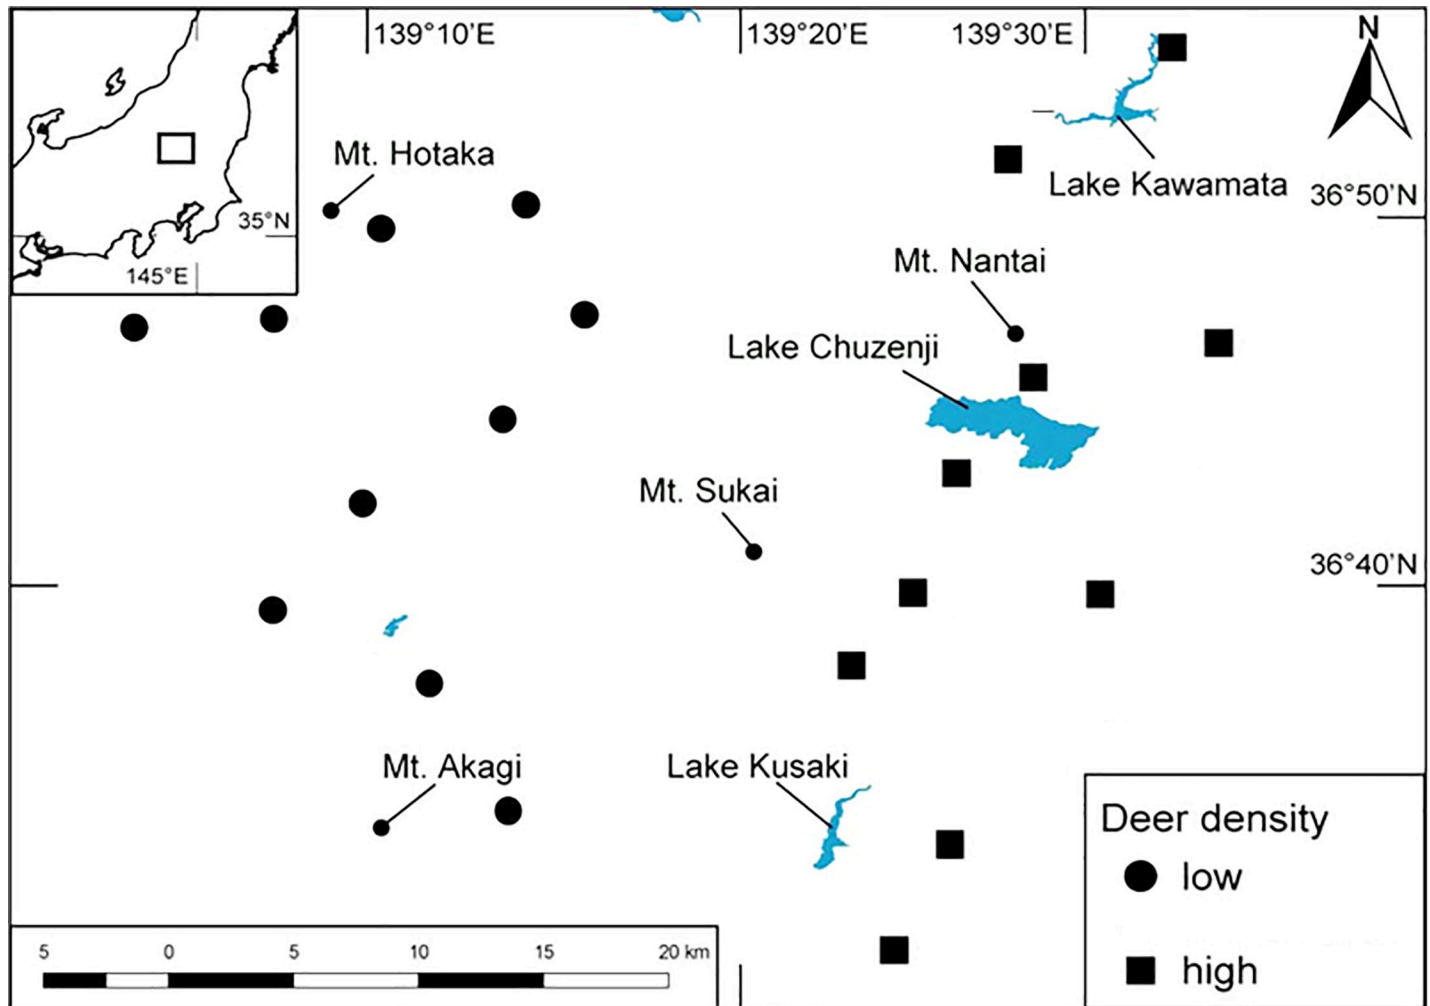 139°10'E
139°20'E
139°30'E
N
Mt. Hotaka
Lake Kawamata
36°50'N
35°N
145°E
Mt. Nantai
Lake Chuzenji
Mt. Sukai
36°40'N
Mt. Akagi
Lake Kusaki
Deer density
low
high
5 0 5 10 15 20 km